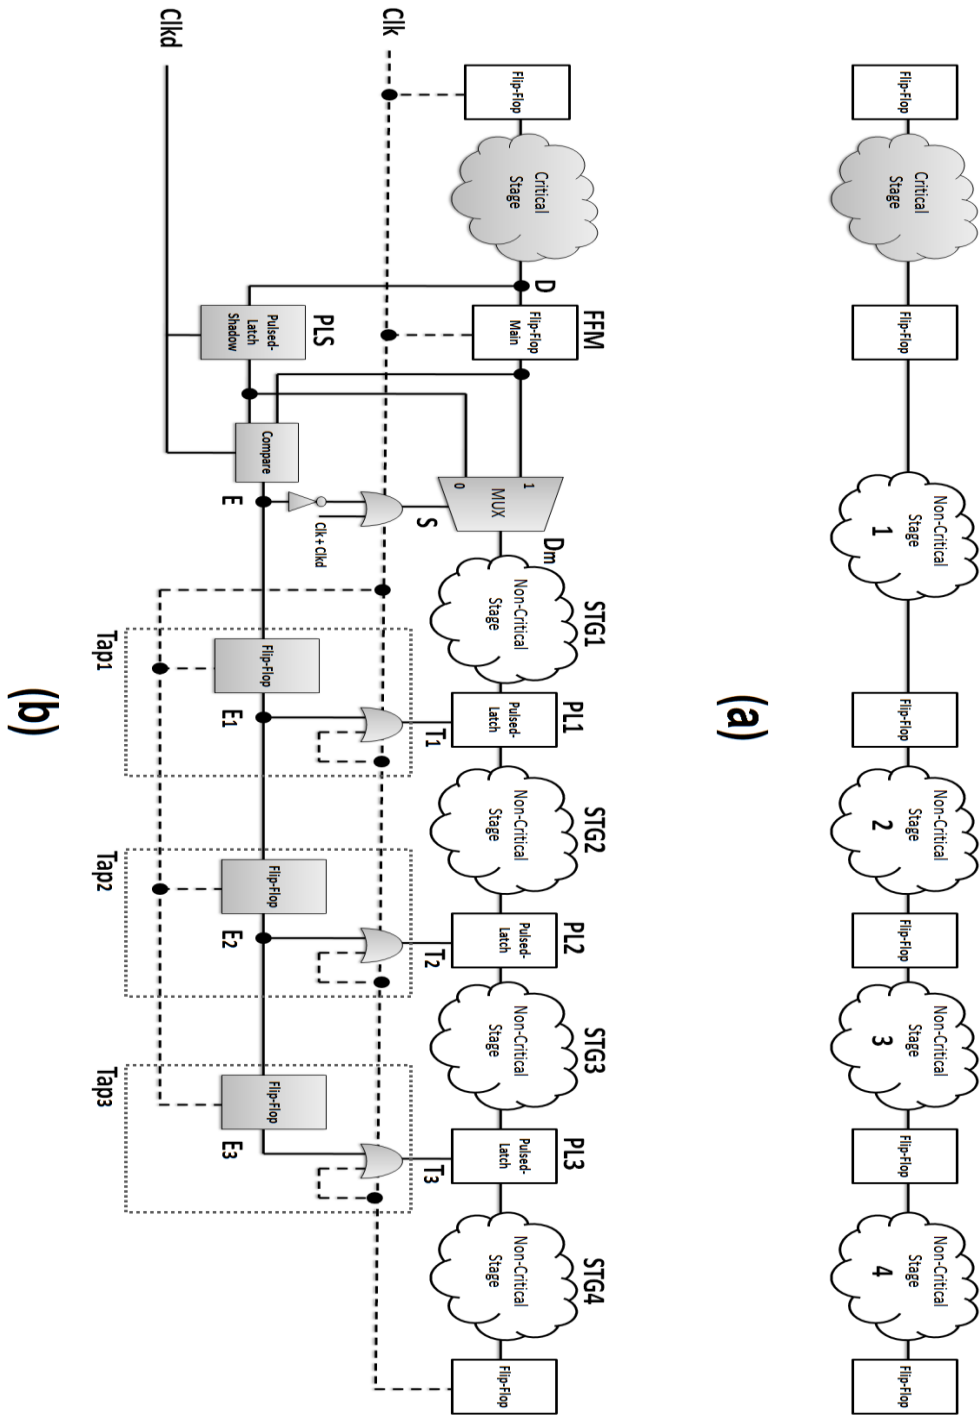 Flip-Flop
Critical
Stage
Flip-Flop
Non-Critical
Stage
1
Flip-Flop
Non-Critical
Stage
2
Flip-Flop
Non-Critical
Stage
3
Flip-Flop
Non-Critical
Stage
4
Flip-Flop
(a)
Flip-Flop
Critical
Stage
D
FFM
Flip-Flop
Main
1
MUX
0
Dm
STG1
Non-Critical
Stage
PL1
Pulsed-
Latch
STG2
Non-Critical
Stage
PL2
Pulsed-
Latch
STG3
Non-Critical
Stage
PL3
Pulsed-
Latch
STG4
Non-Critical
Stage
Flip-Flop
Clk
S
T1
T2
T3
Clk + Clkd
PLS
Pulsed-
Latch
Shadow
Compare
E
Flip-Flop
E1
Flip-Flop
E2
Flip-Flop
E3
Clkd
Tap1
Tap2
Tap3
(b)